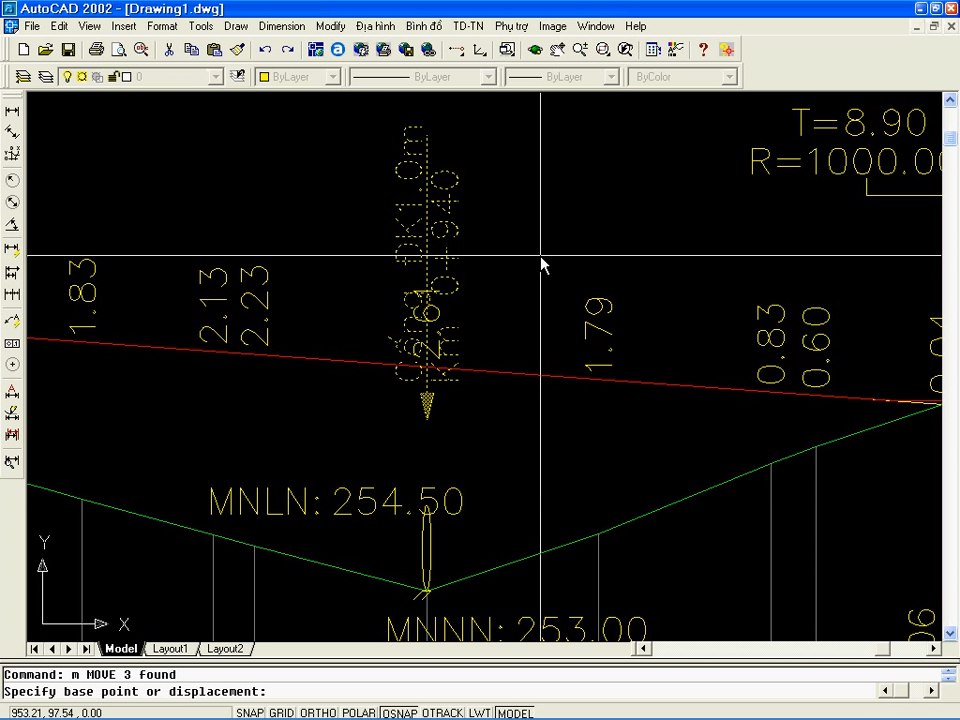 AutoCAD 2002 - [Drawing1.dwg]
File Edit View Insert Format Tools Draw Dimension Modify Địa hình Bình đồ TD-TN Phụ trợ Image Window Help
0 ByLayer ByLayer ByLayer ByColor
T=8.90
R=1000.00
1.83
2.13
2.23
2.61
1.79
0.83
0.60
MNLN: 254.50
MNNN: 253.00
Y
X
Model Layout1 Layout2
Command: m MOVE 3 found
Specify base point or displacement:
953.21, 97.54 , 0.00 SNAP GRID ORTHO POLAR OSNAP OTRACK LWT MODEL